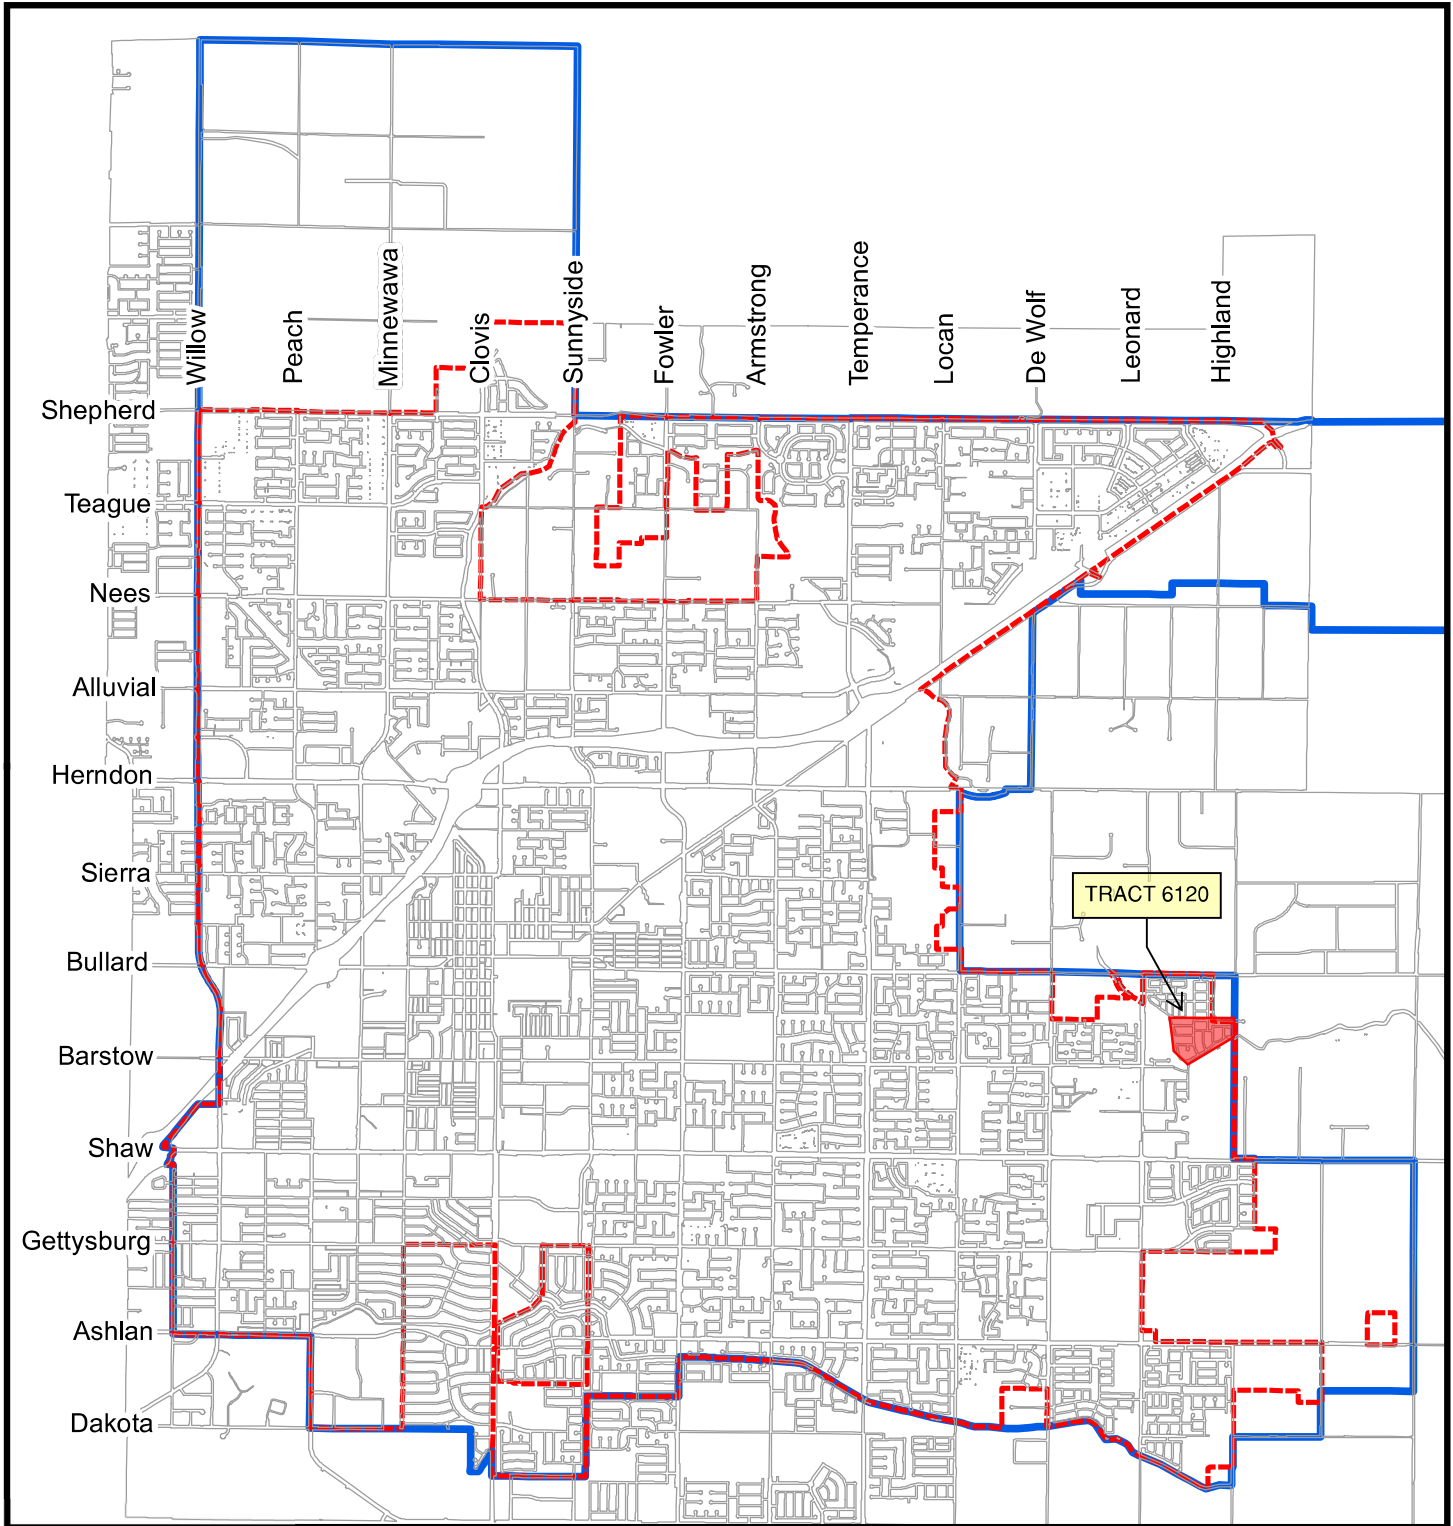 Willow
Peach
Minnewawa
Clovis
Sunnyside
Fowler
Armstrong
Temperance
Locan
De Wolf
Leonard
Highland
Shepherd
Teague
Nees
Alluvial
Herndon
Sierra
TRACT 6120
Bullard
Barstow
Shaw
Gettysburg
Ashlan
Dakota